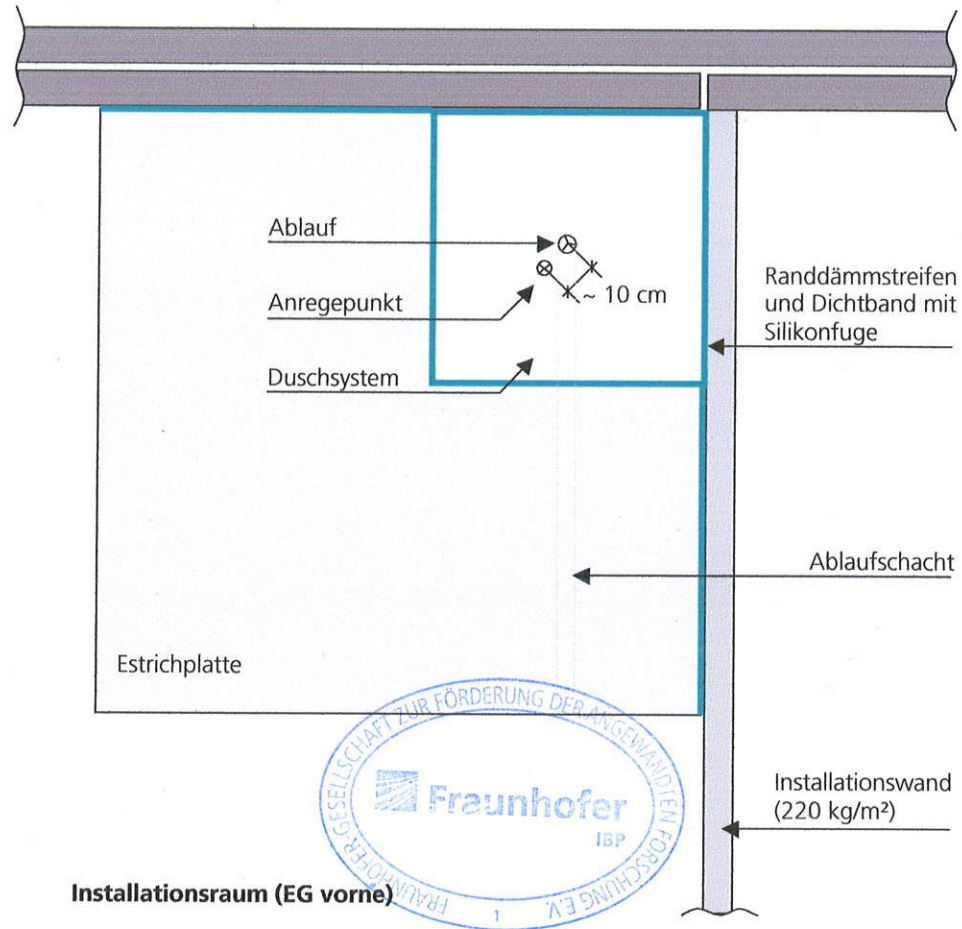 Ablauf
Anregepunkt
~ 10 cm
Duschsystem
Randdämmstreifen
und Dichtband mit
Silikonfuge
Ablaufschacht
Estrichplatte
Installationswand
(220 kg/m²)
Installationsraum (EG vorne)
FRAUNHOFER-GESELLSCHAFT ZUR FÖRDERUNG DER ANGEWANDTEN FORSCHUNG E.V.
Fraunhofer
IBP
1